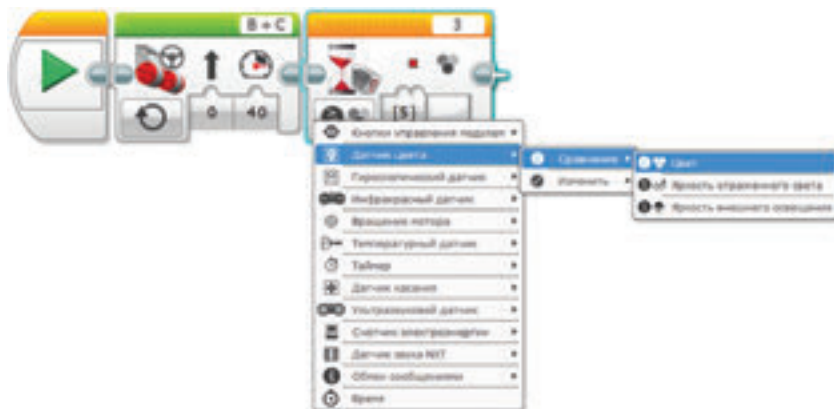 B + C
3
0 40
[5]
Кнопки управления модулем
Датчик цвета
Гироскопический датчик
Инфракрасный датчик
Вращение мотора
Температурный датчик
Таймер
Датчик касания
Ультразвуковой датчик
Счетчик электроэнергии
Датчик звука NXT
Обмен сообщениями
Время
Сравнение
Изменить
Цвет
Яркость отраженного света
Яркость внешнего освещения